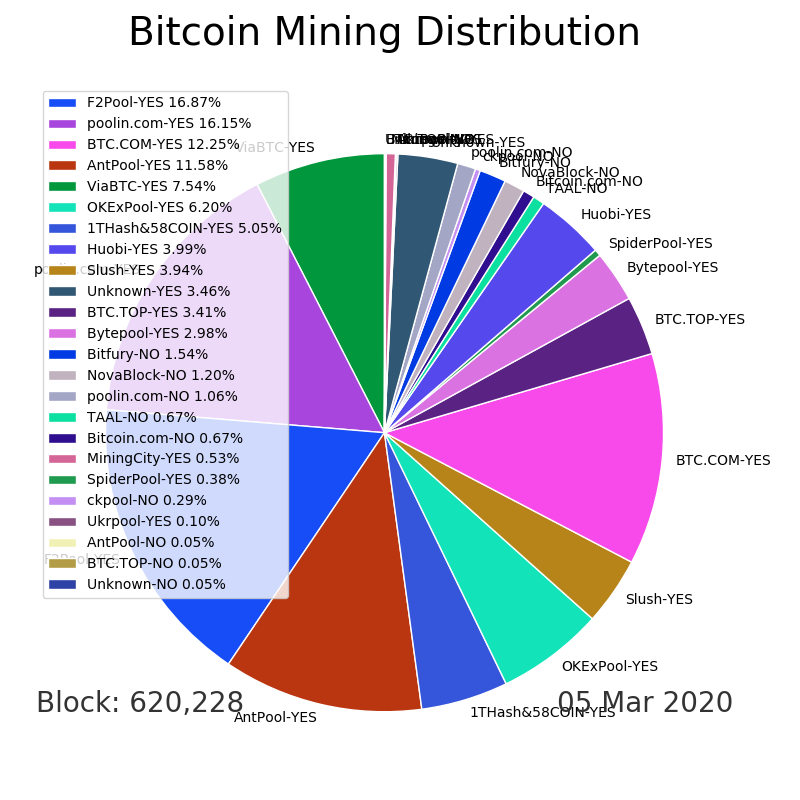 Bitcoin Mining Distribution
F2Pool-YES 16.87%
poolin.com-YES 16.15%
BTC.COM-YES 12.25%
AntPool-YES 11.58%
ViaBTC-YES 7.54%
OKExPool-YES 6.20%
1THash&58COIN-YES 5.05%
Huobi-YES 3.99%
Slush-YES 3.94%
Unknown-YES 3.46%
BTC.TOP-YES 3.41%
Bytepool-YES 2.98%
Bitfury-NO 1.54%
NovaBlock-NO 1.20%
poolin.com-NO 1.06%
TAAL-NO 0.67%
Bitcoin.com-NO 0.67%
MiningCity-YES 0.53%
SpiderPool-YES 0.38%
ckpool-NO 0.29%
Ukrpool-YES 0.10%
AntPool-NO 0.05%
BTC.TOP-NO 0.05%
Unknown-NO 0.05%
ViaBTC-YES
F2Pool-YES
poolin.com-NO
ckpool-NO
Bitfury-NO
NovaBlock-NO
Bitcoin.com-NO
TAAL-NO
Huobi-YES
SpiderPool-YES
Bytepool-YES
BTC.TOP-YES
BTC.COM-YES
Slush-YES
OKExPool-YES
1THash&58COIN-YES
AntPool-YES
Block: 620,228
05 Mar 2020